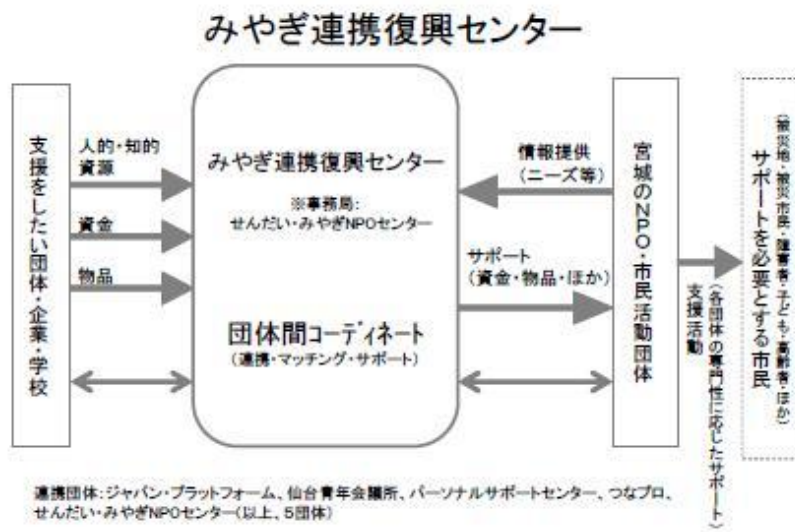 みやぎ連携復興センター
支援をしたい団体・企業・学校
人的・知的
資源
資金
物品
みやぎ連携復興センター
※事務局:
せんだい・みやぎNPOセンター
団体間コーディネート
(連携・マッチング・サポート)
情報提供
(ニーズ等)
サポート
(資金・物品・ほか)
宮城のNPO・市民活動団体
支援活動
(各団体の専門性に応じたサポート)
サポートを必要とする市民
(被災地・被災市民・障害者・子ども・高齢者・ほか)
連携団体:ジャパン・プラットフォーム、仙台青年会議所、パーソナルサポートセンター、つなプロ、
せんだい・みやぎNPOセンター(以上、5団体)